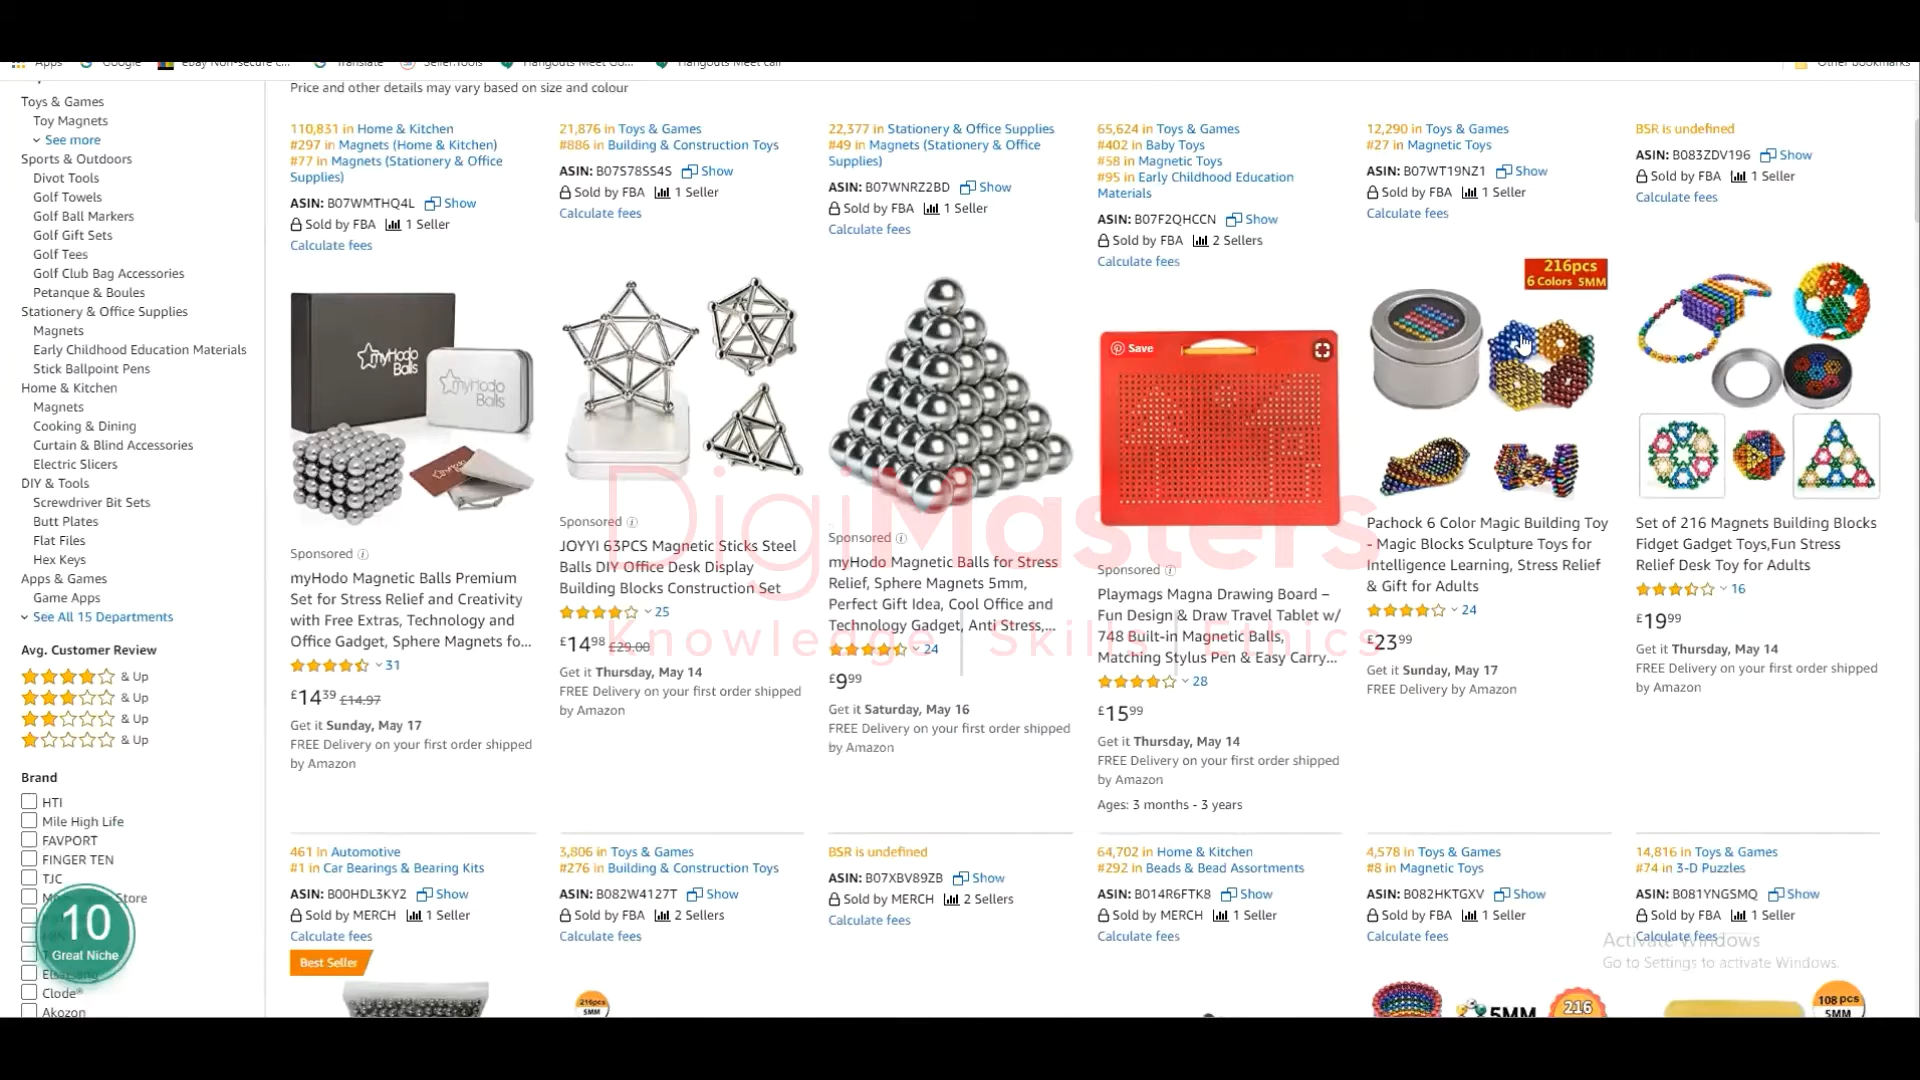 Apps Google eBay Translate Seller.Tools Hangouts Meet Hangouts Meet call Other bookmarks
Price and other details may vary based on size and colour
Toys & Games
Toy Magnets
See more
Sports & Outdoors
Divot Tools
Golf Towels
Golf Ball Markers
Golf Gift Sets
Golf Tees
Golf Club Bag Accessories
Petanque & Boules
Stationery & Office Supplies
Magnets
Early Childhood Education Materials
Stick Ballpoint Pens
Home & Kitchen
Magnets
Cooking & Dining
Curtain & Blind Accessories
Electric Slicers
DIY & Tools
Screwdriver Bit Sets
Butt Plates
Flat Files
Hex Keys
Apps & Games
Game Apps
See All 15 Departments
Avg. Customer Review
& Up
& Up
& Up
& Up
Brand
HTI
Mile High Life
FAVPORT
FINGER TEN
TJC
Store
10
Great Niche
Clode®
Akozon
110,831 in Home & Kitchen
#297 in Magnets (Home & Kitchen)
#77 in Magnets (Stationery & Office
Supplies)
ASIN: B07WMTHQ4L Show
Sold by FBA 1 Seller
Calculate fees
myHodo
Balls
myHodo
Balls
Sponsored
myHodo Magnetic Balls Premium
Set for Stress Relief and Creativity
with Free Extras, Technology and
Office Gadget, Sphere Magnets fo...
31
£14.39 £14.97
Get it Sunday, May 17
FREE Delivery on your first order shipped
by Amazon
21,876 in Toys & Games
#886 in Building & Construction Toys
ASIN: B07S78SS4S Show
Sold by FBA 1 Seller
Calculate fees
Sponsored
JOYYI 63PCS Magnetic Sticks Steel
Balls DIY Office Desk Display
Building Blocks Construction Set
25
£14.98 £29.00
Get it Thursday, May 14
FREE Delivery on your first order shipped
by Amazon
22,377 in Stationery & Office Supplies
#49 in Magnets (Stationery & Office
Supplies)
ASIN: B07WNRZ2BD Show
Sold by FBA 1 Seller
Calculate fees
Sponsored
myHodo Magnetic Balls for Stress
Relief, Sphere Magnets 5mm,
Perfect Gift Idea, Cool Office and
Technology Gadget, Anti Stress,...
24
£9.99
Get it Saturday, May 16
FREE Delivery on your first order shipped
by Amazon
65,624 in Toys & Games
#402 in Baby Toys
#58 in Magnetic Toys
#95 in Early Childhood Education
Materials
ASIN: B07F2QHCCN Show
Sold by FBA 2 Sellers
Calculate fees
Save
Sponsored
Playmags Magna Drawing Board –
Fun Design & Draw Travel Tablet w/
748 Built-in Magnetic Balls,
Matching Stylus Pen & Easy Carry...
28
£15.99
Get it Thursday, May 14
FREE Delivery on your first order shipped
by Amazon
Ages: 3 months - 3 years
12,290 in Toys & Games
#27 in Magnetic Toys
ASIN: B07WT19NZ1 Show
Sold by FBA 1 Seller
Calculate fees
216pcs
6 Colors 5MM
Pachock 6 Color Magic Building Toy
- Magic Blocks Sculpture Toys for
Intelligence Learning, Stress Relief
& Gift for Adults
24
£23.99
Get it Sunday, May 17
FREE Delivery by Amazon
BSR is undefined
ASIN: B083ZDV196 Show
Sold by FBA 1 Seller
Calculate fees
Set of 216 Magnets Building Blocks
Fidget Gadget Toys,Fun Stress
Relief Desk Toy for Adults
16
£19.99
Get it Thursday, May 14
FREE Delivery on your first order shipped
by Amazon
DigiMasters
Knowledge | Skills | Ethics
461 in Automotive
#1 in Car Bearings & Bearing Kits
ASIN: B00HDL3KY2 Show
Sold by MERCH 1 Seller
Calculate fees
Best Seller
3,806 in Toys & Games
#276 in Building & Construction Toys
ASIN: B082W4127T Show
Sold by FBA 2 Sellers
Calculate fees
216pcs
5MM
BSR is undefined
ASIN: B07XBV89ZB Show
Sold by MERCH 2 Sellers
Calculate fees
64,702 in Home & Kitchen
#292 in Beads & Bead Assortments
ASIN: B014R6FTK8 Show
Sold by MERCH 1 Seller
Calculate fees
4,578 in Toys & Games
#8 in Magnetic Toys
ASIN: B082HKTGXV Show
Sold by FBA 1 Seller
Calculate fees
5MM
216
14,816 in Toys & Games
#74 in 3-D Puzzles
ASIN: B081YNGSMQ Show
Sold by FBA 1 Seller
Calculate fees
108 pcs
5MM
Activate Windows
Go to Settings to activate Windows.